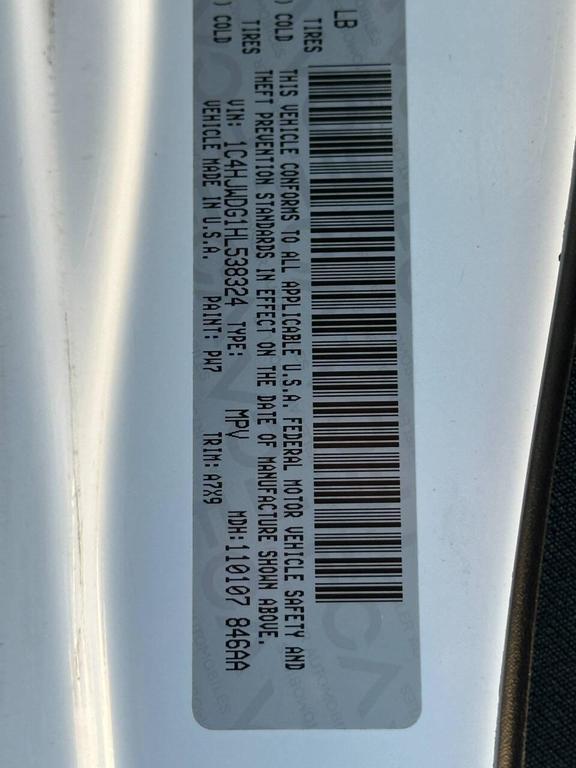 LB
TIRES
) COLD
TIRES
) COLD
THIS VEHICLE CONFORMS TO ALL APPLICABLE U.S.A. FEDERAL MOTOR VEHICLE SAFETY AND
THEFT PREVENTION STANDARDS IN EFFECT ON THE DATE OF MANUFACTURE SHOWN ABOVE.
VIN: 1C4HJWDG1HL538324 TYPE: MPV MDH: 110107 846AA
VEHICLE MADE IN U.S.A. PAINT: PW7 TRIM: A7X9